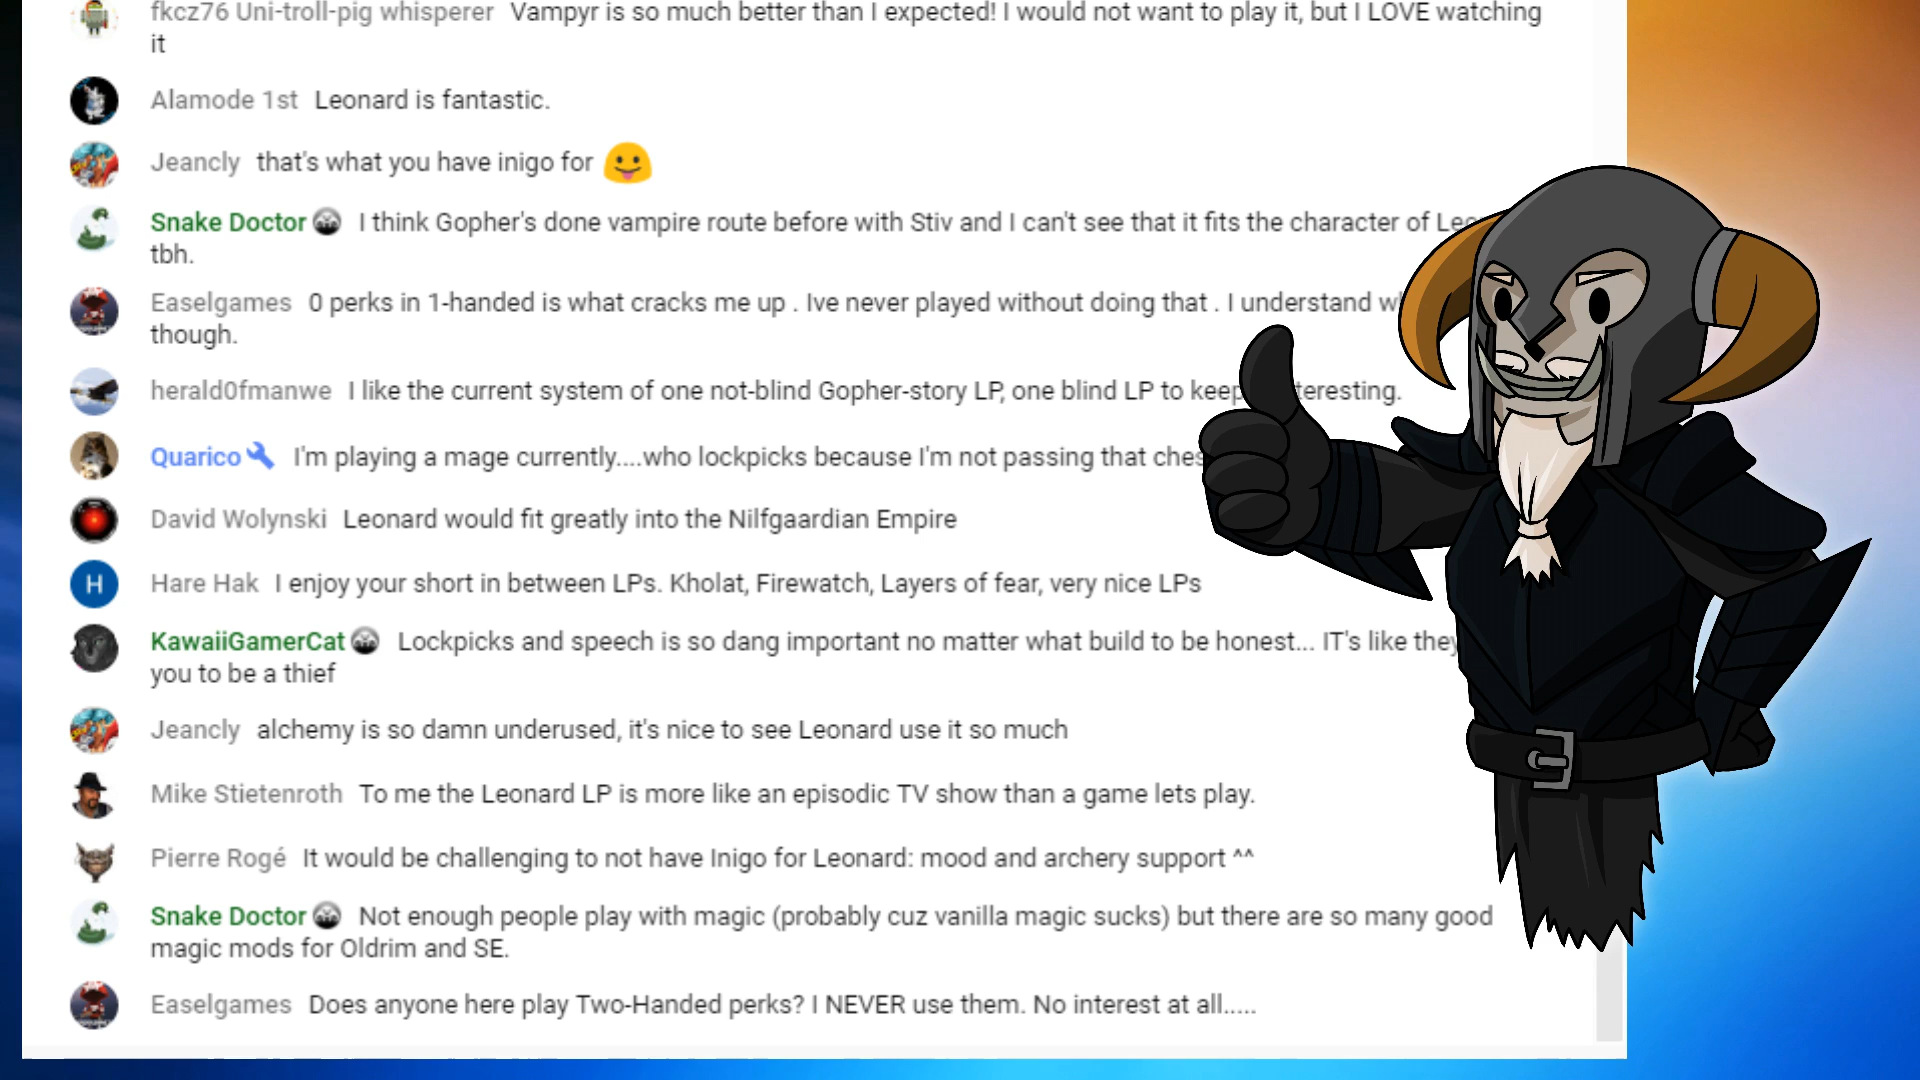 fkcz76 Uni-troll-pig whisperer Vampyr is so much better than I expected! I would not want to play it, but I LOVE watching
it
Alamode 1st Leonard is fantastic.
Jeancly that's what you have inigo for
Snake Doctor I think Gopher's done vampire route before with Stiv and I can't see that it fits the character of
tbh.
Easelgames 0 perks in 1-handed is what cracks me up . Ive never played without doing that . I understand
though.
herald0fmanwe I like the current system of one not-blind Gopher-story LP, one blind LP to keep
Quarico I'm playing a mage currently....who lockpicks because I'm not passing that
David Wolynski Leonard would fit greatly into the Nilfgaardian Empire
H
Hare Hak I enjoy your short in between LPs. Kholat, Firewatch, Layers of fear, very nice LPs
KawaiiGamerCat Lockpicks and speech is so dang important no matter what build to be honest... IT's like they
you to be a thief
Jeancly alchemy is so damn underused, it's nice to see Leonard use it so much
Mike Stietenroth To me the Leonard LP is more like an episodic TV show than a game lets play.
Pierre Rogé It would be challenging to not have Inigo for Leonard: mood and archery support ^^
Snake Doctor Not enough people play with magic (probably cuz vanilla magic sucks) but there are so many good
magic mods for Oldrim and SE.
Easelgames Does anyone here play Two-Handed perks? I NEVER use them. No interest at all.....